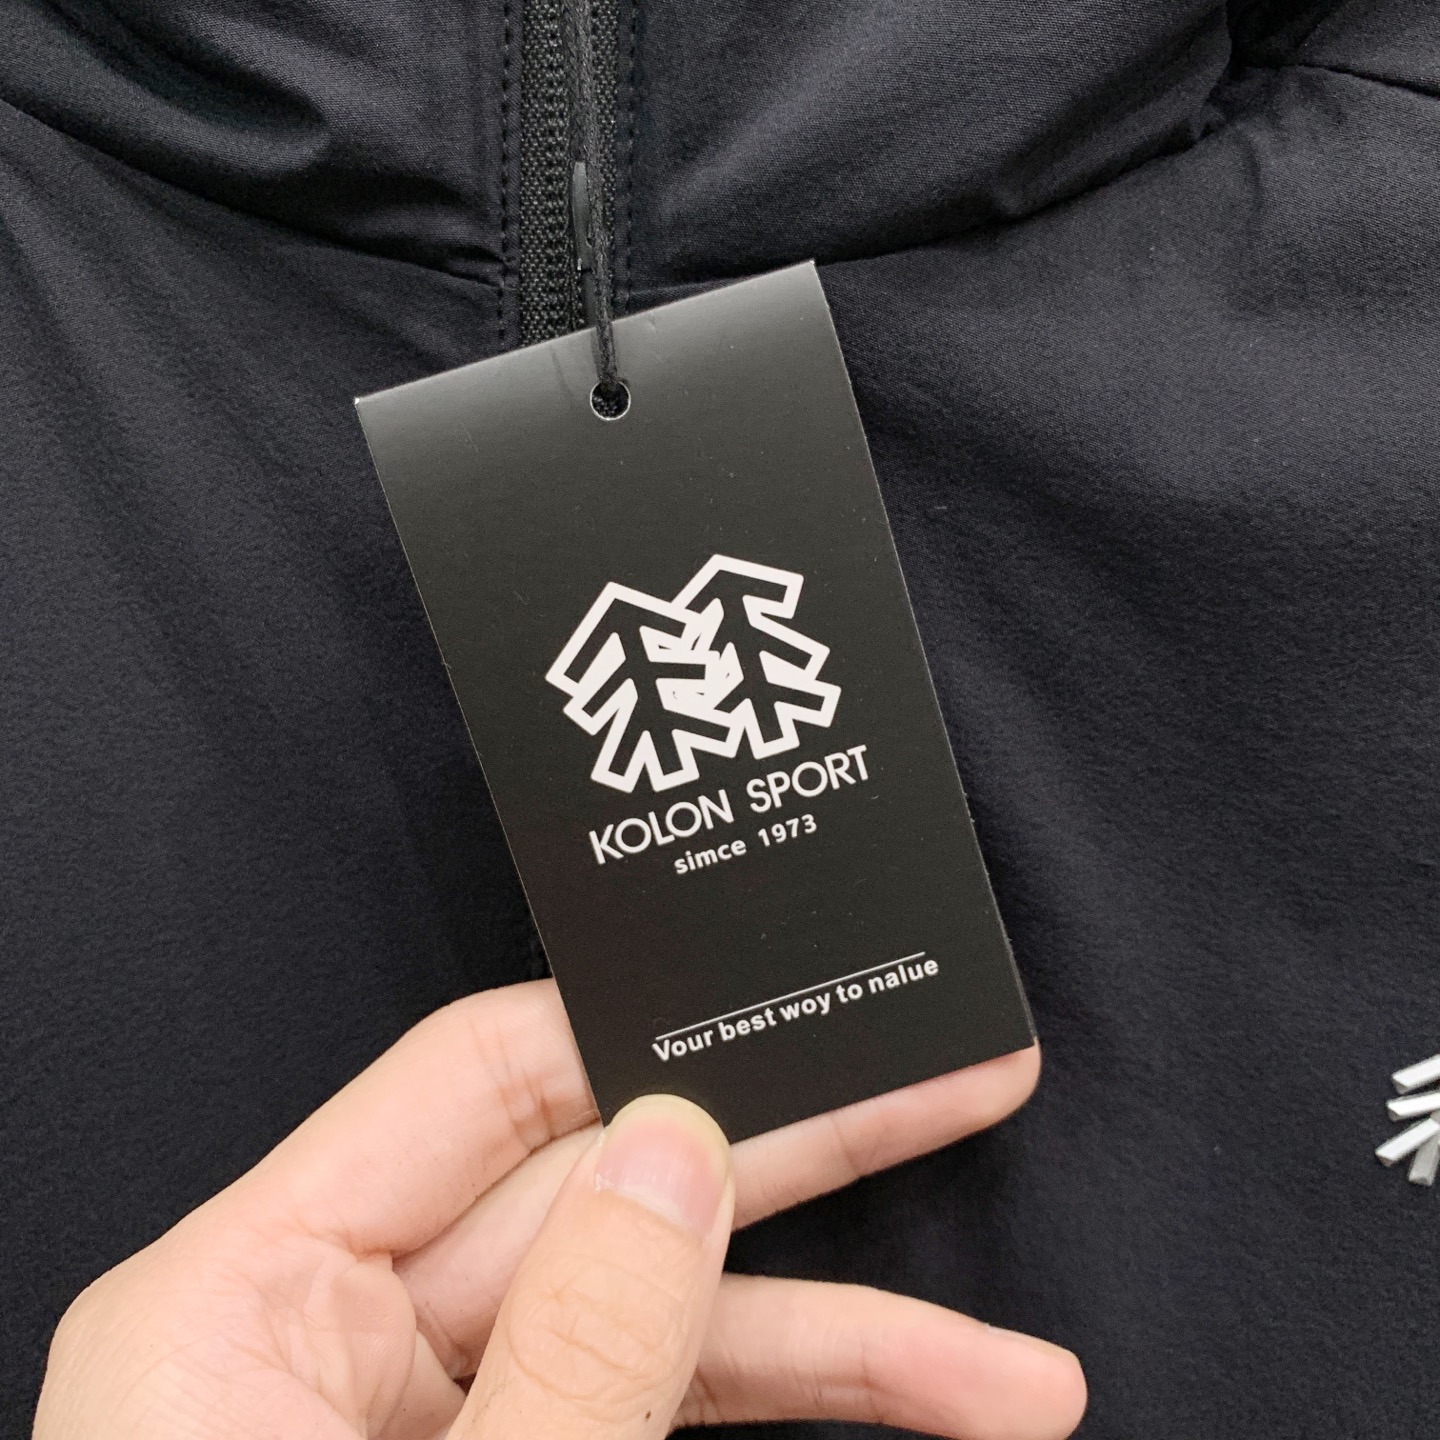 KOLON SPORT
simce 1973
Vour best woy to nalue